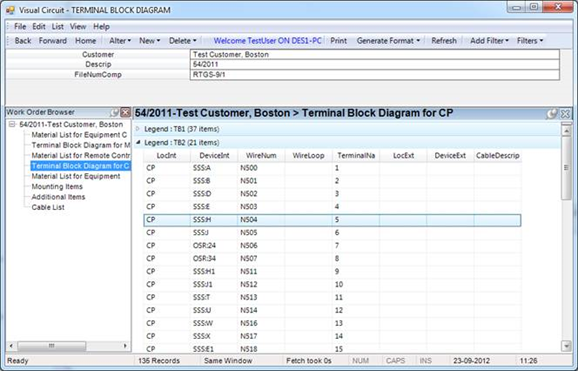 Visual Circuit - TERMINAL BLOCK DIAGRAM
File Edit List View Help
Back Forward Home Alter New Delete Welcome TestUser ON DES1-PC Print Generate Format Refresh Add Filter Filters
Customer Test Customer, Boston
Descrip 64/2011
FileNumComp RTGS-9/1
Work Order Browser
64/2011-Test Customer, Boston
Material List for Equipment C
Terminal Block Diagram for M
Material List for Remote Contr
Terminal Block Diagram for C
Material List for Equipment
Mounting Items
Additional Items
Cable List
64/2011-Test Customer, Boston > Terminal Block Diagram for CP
Legend : TB1 (37 items)
Legend : TB2 (21 items)
LocInt DeviceInt WireNum WireLoop TerminalNa LocExt DeviceExt CableDescrip
CP SSS:A N500 1
CP SSS:B N501 2
CP SSS:D N502 3
CP SSS:E N503 4
CP SSS:H N504 5
CP SSS:J N505 6
CP OSR:24 N506 7
CP OSR:34 N507 8
CP SSS:H1 N511 9
CP SSS:J1 N512 10
CP SSS:T N513 11
CP SSS:U N514 12
CP SSS:W N516 13
CP SSS:X N517 14
CP SSS:E1 N518 15
Ready 136 Records Same Window Fetch took 0s NUM CAPS INS 23-09-2012 11:26